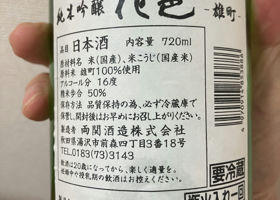 純米吟醸 花邑 -雄町-
品目 日本酒 内容量 720ml
原材料名 米(国産)、米こうじ(国産米)
原料米 雄町100%使用
アルコール分 16度
精米歩合 50%
保存方法 品質保持の為、必ず冷蔵庫で
保管し、開封後はお早めにお召し上がりください。
製造者 両関酒造株式会社
秋田県湯沢市前森四丁目3番18号
TEL.0183(73)3143
飲酒は20歳になってから、楽しく適量を。
妊娠中や授乳期の飲酒はお控えください。
要冷蔵